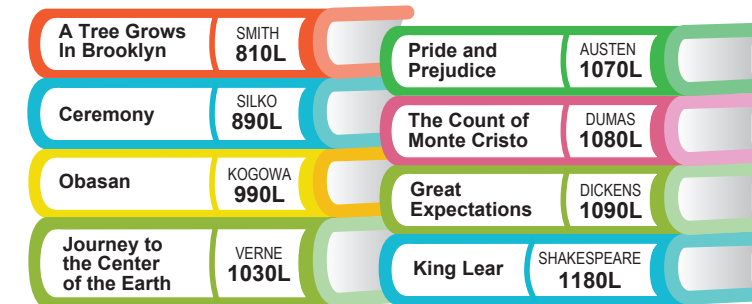 A Tree Grows
In Brooklyn
SMITH
810L
Ceremony
SILKO
890L
Obasan
KOGOWA
990L
Journey to
the Center
of the Earth
VERNE
1030L
Pride and
Prejudice
AUSTEN
1070L
The Count of
Monte Cristo
DUMAS
1080L
Great
Expectations
DICKENS
1090L
King Lear
SHAKESPEARE
1180L